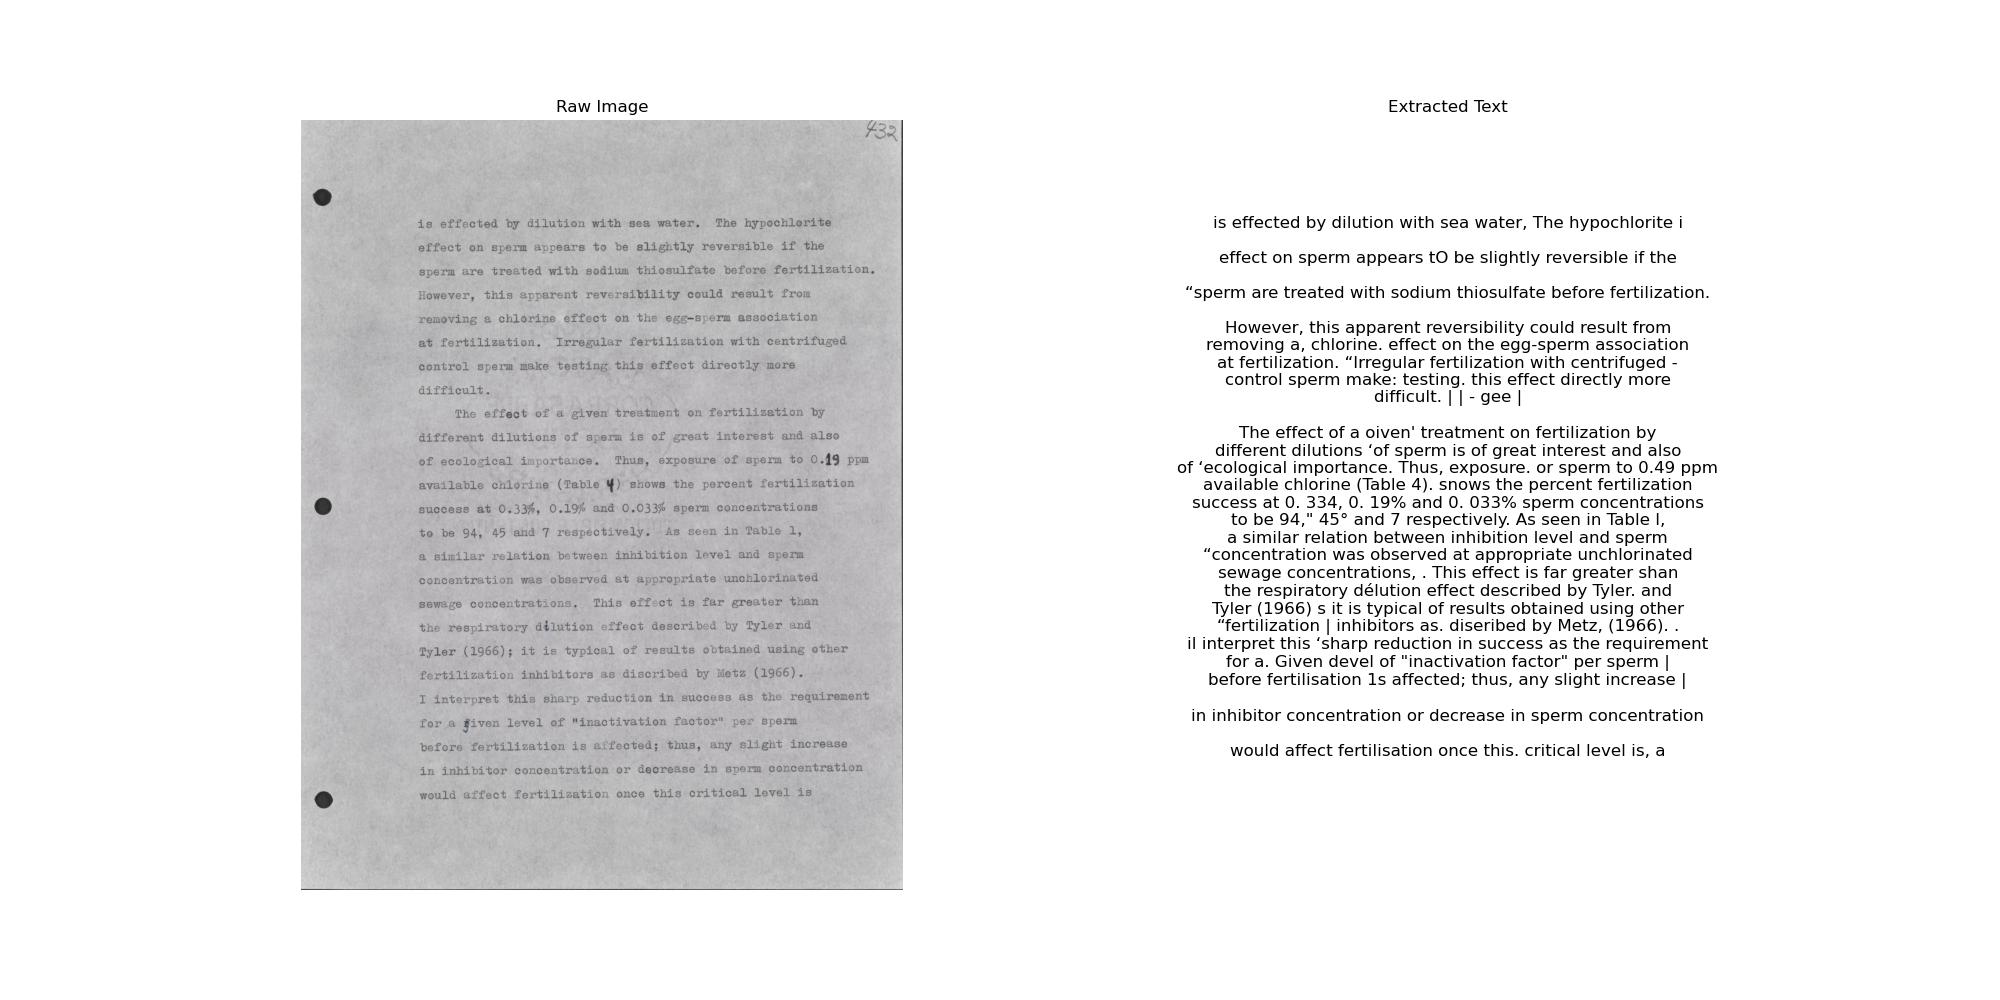 Raw Image
432
is effected by dilution with sea water.  The hypochlorite
effect on sperm appears to be slightly reversible if the
sperm are treated with sodium thiosulfate before fertilization.
However, this apparent reversibility could result from
removing a chlorine effect on the egg-sperm association
at fertilization.  Irregular fertilization with centrifuged
control sperm make testing this effect directly more
difficult.
The effect of a given treatment on fertilization by
different dilutions of sperm is of great interest and also
of ecological importance.  Thus, exposure of sperm to 0.19 ppm
available chlorine (Table 4) shows the percent fertilization
success at 0.33%, 0.19% and 0.033% sperm concentrations
to be 94, 45 and 7 respectively.  As seen in Table 1,
a similar relation between inhibition level and sperm
concentration was observed at appropriate unchlorinated
sewage concentrations.  This effect is far greater than
the respiratory dilution effect described by Tyler and
Tyler (1966); it is typical of results obtained using other
fertilization inhibitors as discribed by Metz (1966).
I interpret this sharp reduction in success as the requirement
for a given level of "inactivation factor" per sperm
before fertilization is affected; thus, any slight increase
in inhibitor concentration or decrease in sperm concentration
would affect fertilization once this critical level is
Extracted Text
is effected by dilution with sea water, The hypochlorite i
effect on sperm appears tO be slightly reversible if the
“sperm are treated with sodium thiosulfate before fertilization.
However, this apparent reversibility could result from
removing a, chlorine. effect on the egg-sperm association
at fertilization. “Irregular fertilization with centrifuged -
control sperm make: testing. this effect directly more
difficult. | | - gee |
The effect of a oiven' treatment on fertilization by
different dilutions ‘of sperm is of great interest and also
of ‘ecological importance. Thus, exposure. or sperm to 0.49 ppm
available chlorine (Table 4). snows the percent fertilization
success at 0. 334, 0. 19% and 0. 033% sperm concentrations
to be 94," 45° and 7 respectively. As seen in Table l,
a similar relation between inhibition level and sperm
“concentration was observed at appropriate unchlorinated
sewage concentrations, . This effect is far greater shan
the respiratory délution effect described by Tyler. and
Tyler (1966) s it is typical of results obtained using other
“fertilization | inhibitors as. diseribed by Metz, (1966). .
il interpret this ‘sharp reduction in success as the requirement
for a. Given devel of "inactivation factor" per sperm |
before fertilisation 1s affected; thus, any slight increase |
in inhibitor concentration or decrease in sperm concentration
would affect fertilisation once this. critical level is, a